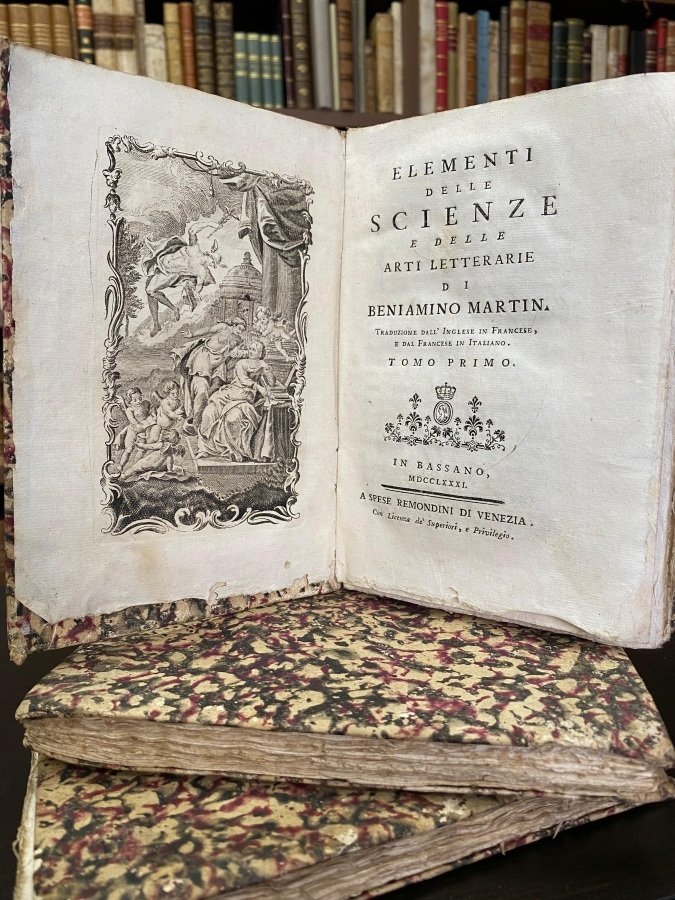 ELEMENTI
DELLE
SCIENZE
E DELLE
ARTI LETTERARIE
DI
BENIAMINO MARTIN.
TRADUZIONE DALL' INGLESE IN FRANCESE,
E DAL FRANCESE IN ITALIANO.
TOMO PRIMO.
IN BASSANO,
MDCCLXXXI.
A SPESE REMONDINI DI VENEZIA.
Con Licenza de' Superiori, e Privilegio.